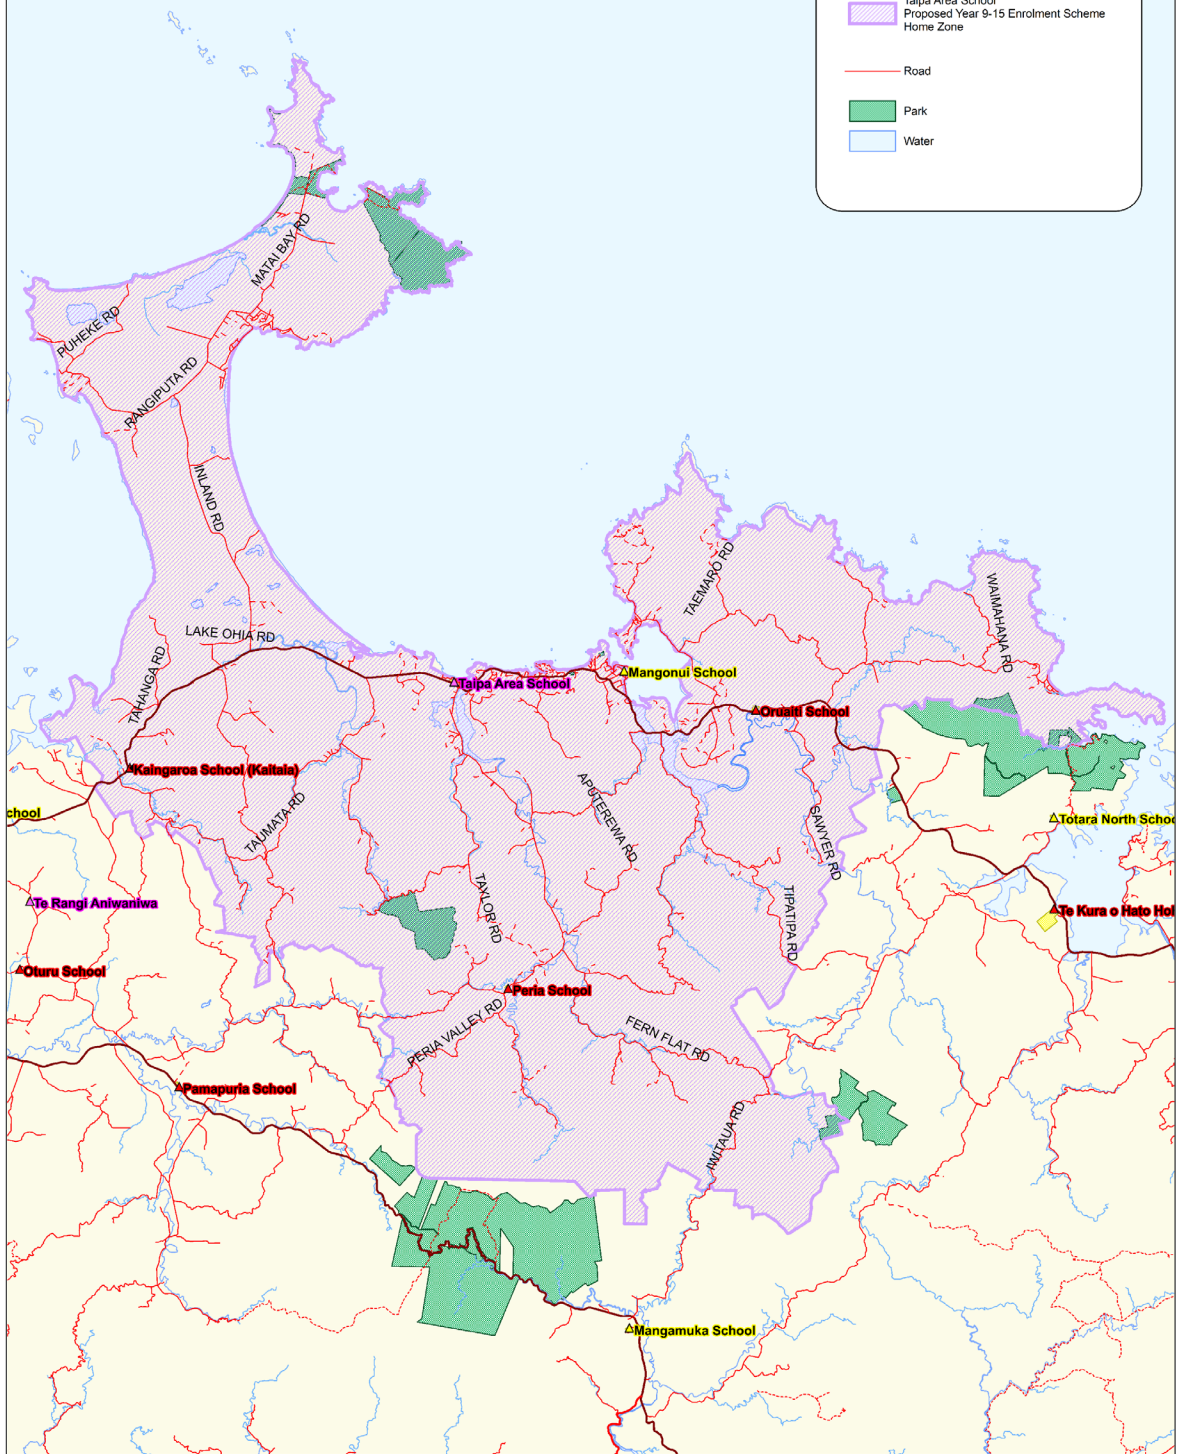 Taipa Area School
Proposed Year 9-15 Enrolment Scheme
Home Zone
Road
Park
Water
MATAI BAY RD
PUHEKE RD
RANGIPUTA RD
INLAND RD
TAEMARO RD
WAIMAHANA RD
LAKE OHIA RD
TAHANGA RD
Mangonui School
Taipa Area School
Oruaiti School
Kaingaroa School (Kaitaia)
chool
TAUMATA RD
APUTEREWA RD
SAWYER RD
Totara North Schoo
Te Rangi Aniwaniwa
TAYLOR RD
TIPATIPA RD
Te Kura o Hato Hoh
Oturu School
Peria School
PERIA VALLEY RD
FERN FLAT RD
Pamapuria School
IWITAUA RD
Mangamuka School